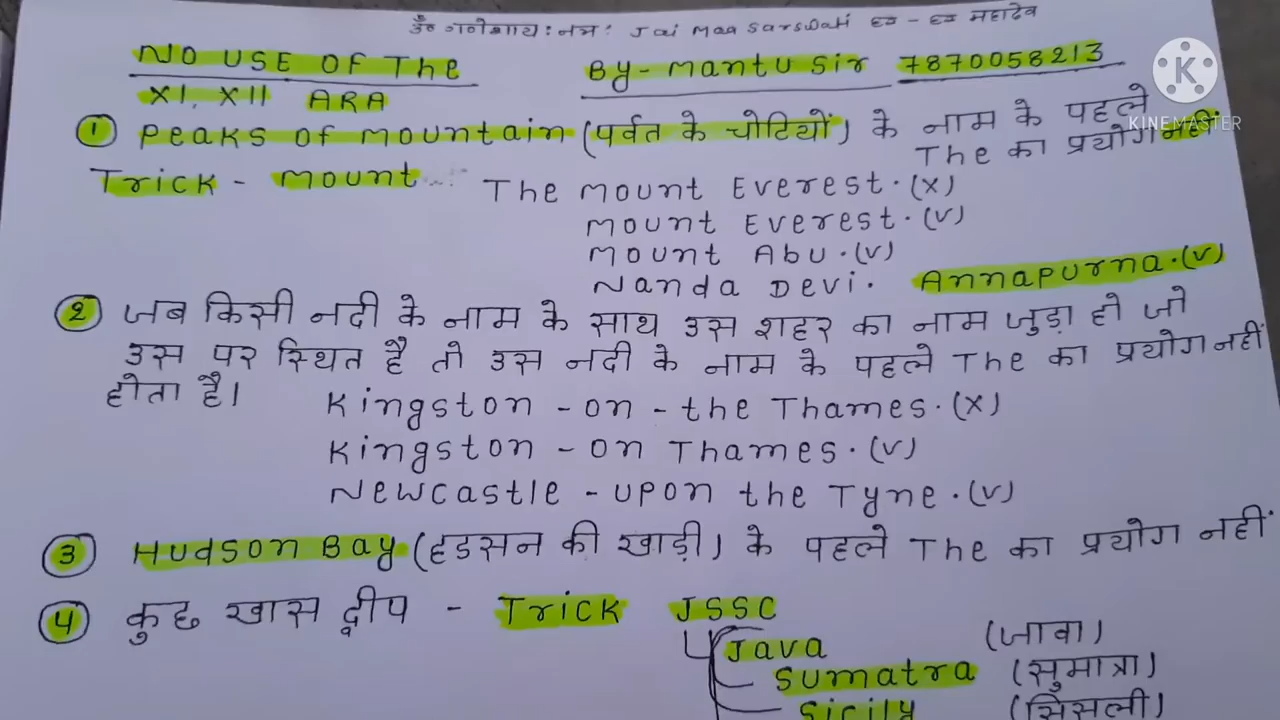 ॐ गणेशाय: नम: Jai Maa Sarswati हर - हर महादेव
NO USE OF The By- Mantu Sir 7870058213
XI, XII ARA
KINEMASTER
① Peaks of mountain (पर्वत के चोटियों) के नाम के पहले
The का प्रयोग नहीं
Trick - mount... The mount Everest. (x)
mount Everest. (v)
mount Abu. (v)
Nanda Devi. Annapurna. (v)
② जब किसी नदी के नाम के साथ उस शहर का नाम जुड़ा हो जो
उस पर स्थित है तो उस नदी के नाम के पहले The का प्रयोग नहीं
होता है। Kingston - on - the Thames. (x)
Kingston - on Thames. (v)
Newcastle - upon the Tyne. (v)
③ Hudson Bay (हडसन की खाड़ी) के पहले The का प्रयोग नहीं
④ कुछ खास द्वीप - Trick JSSC
Java (जावा)
Sumatra (सुमात्रा)
Sicily (सिसली)